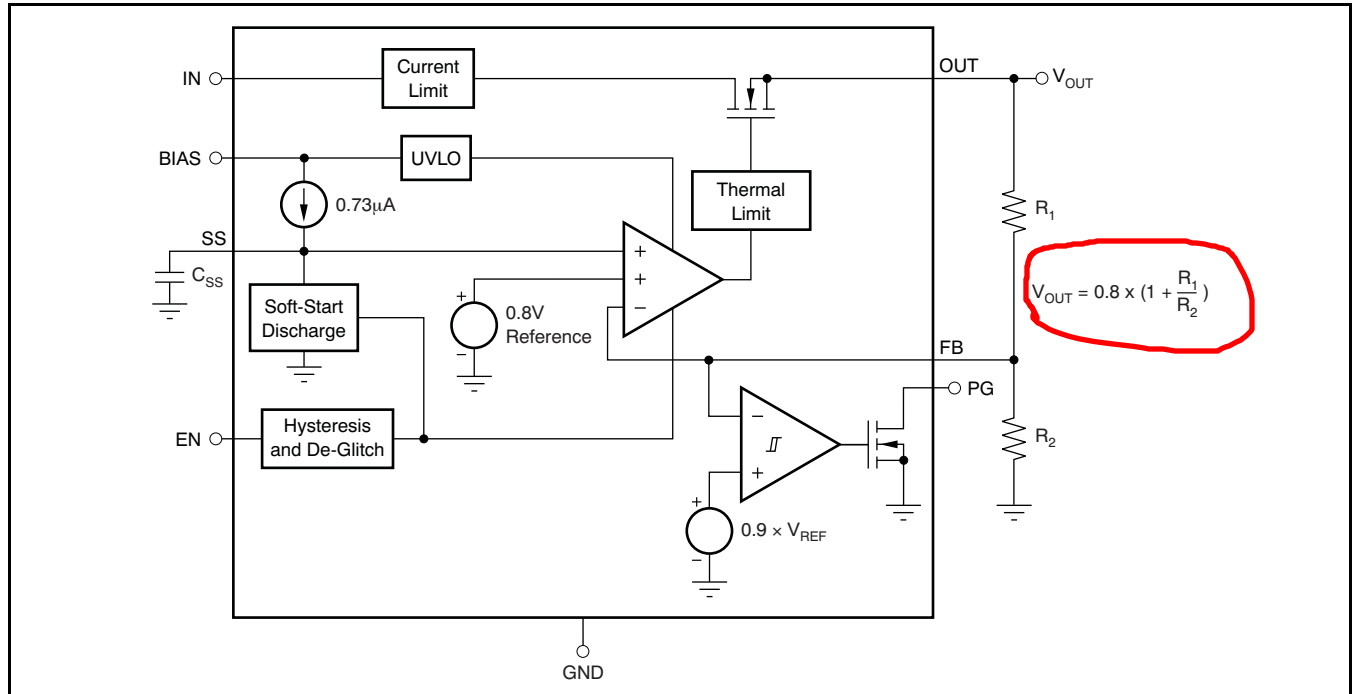 IN
Current
Limit
OUT
V_OUT
BIAS
UVLO
0.73µA
Thermal
Limit
R_1
SS
C_SS
+
+
−
V_OUT = 0.8 x (1 + R_1/R_2)
Soft-Start
Discharge
+
−
0.8V
Reference
FB
PG
EN
Hysteresis
and De-Glitch
−
+
R_2
+
−
0.9 × V_REF
GND